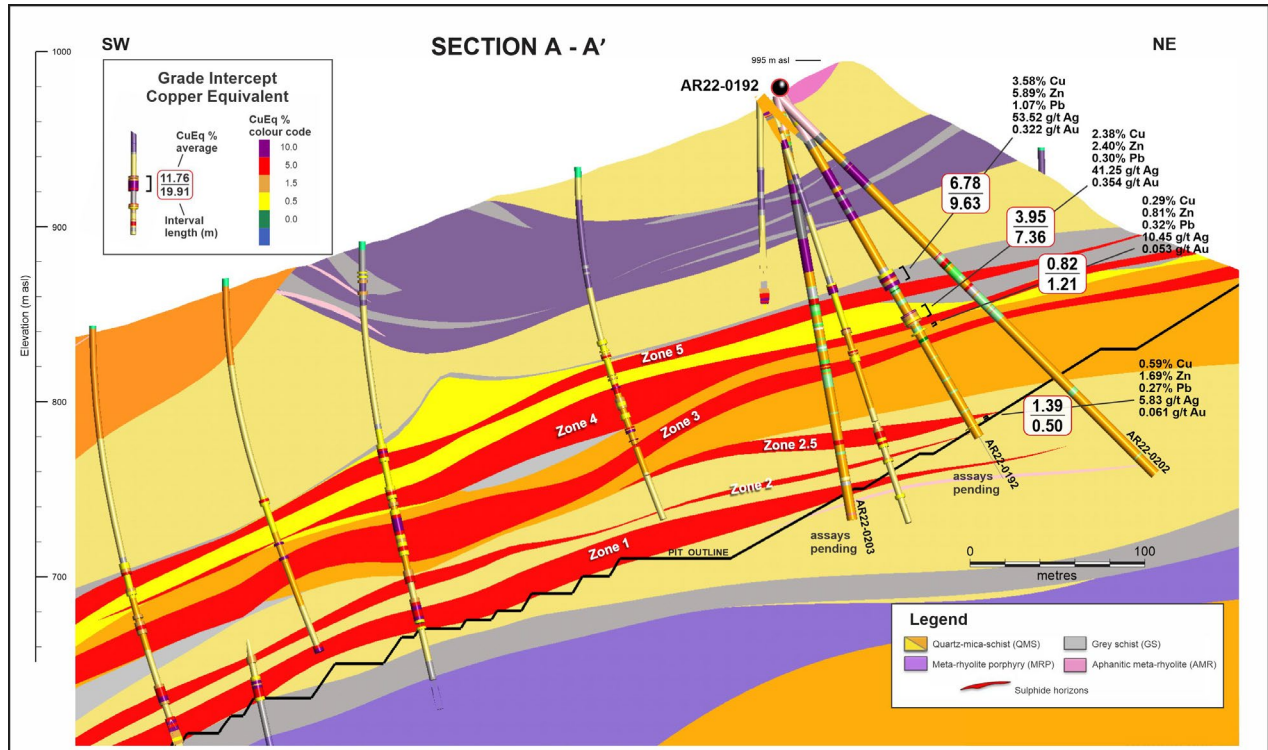 SW
SECTION A - A'
NE
1000
900
800
700
Elevation (m asl)
Grade Intercept
Copper Equivalent
CuEq %
average
11.76
19.91
Interval
length (m)
CuEq %
colour code
10.0
5.0
1.5
0.5
0.0
995 m asl
AR22-0192
3.58% Cu
5.89% Zn
1.07% Pb
53.52 g/t Ag
0.322 g/t Au
6.78
9.63
2.38% Cu
2.40% Zn
0.30% Pb
41.25 g/t Ag
0.354 g/t Au
3.95
7.36
0.29% Cu
0.81% Zn
0.32% Pb
10.45 g/t Ag
0.053 g/t Au
0.82
1.21
0.59% Cu
1.69% Zn
0.27% Pb
5.83 g/t Ag
0.061 g/t Au
1.39
0.50
Zone 5
Zone 4
Zone 3
Zone 2.5
Zone 2
Zone 1
PIT OUTLINE
AR22-0192
assays
pending
AR22-0202
AR22-0203
assays
pending
0
100
metres
Legend
Quartz-mica-schist (QMS)
Grey schist (GS)
Meta-rhyolite porphyry (MRP)
Aphanitic meta-rhyolite (AMR)
Sulphide horizons